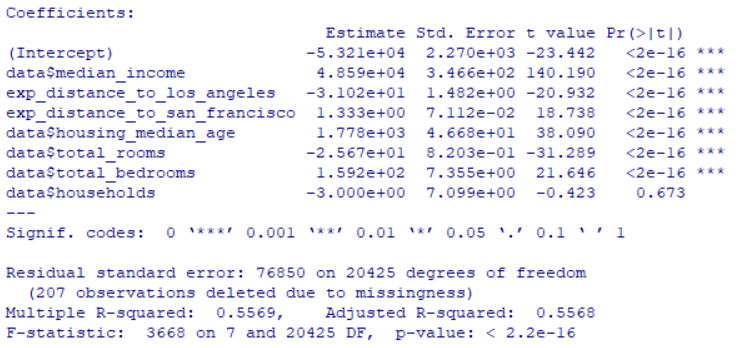 Coefficients:
Estimate Std. Error t value Pr(>|t|)
(Intercept) -5.321e+04 2.270e+03 -23.442 <2e-16 ***
data$median_income 4.859e+04 3.466e+02 140.190 <2e-16 ***
exp_distance_to_los_angeles -3.102e+01 1.482e+00 -20.932 <2e-16 ***
exp_distance_to_san_francisco 1.333e+00 7.112e-02 18.738 <2e-16 ***
data$housing_median_age 1.778e+03 4.668e+01 38.090 <2e-16 ***
data$total_rooms -2.567e+01 8.203e-01 -31.289 <2e-16 ***
data$total_bedrooms 1.592e+02 7.355e+00 21.646 <2e-16 ***
data$households -3.000e+00 7.099e+00 -0.423 0.673
---
Signif. codes: 0 ‘***’ 0.001 ‘**’ 0.01 ‘*’ 0.05 ‘.’ 0.1 ‘ ’ 1
Residual standard error: 76850 on 20425 degrees of freedom
(207 observations deleted due to missingness)
Multiple R-squared: 0.5569, Adjusted R-squared: 0.5568
F-statistic: 3668 on 7 and 20425 DF, p-value: < 2.2e-16